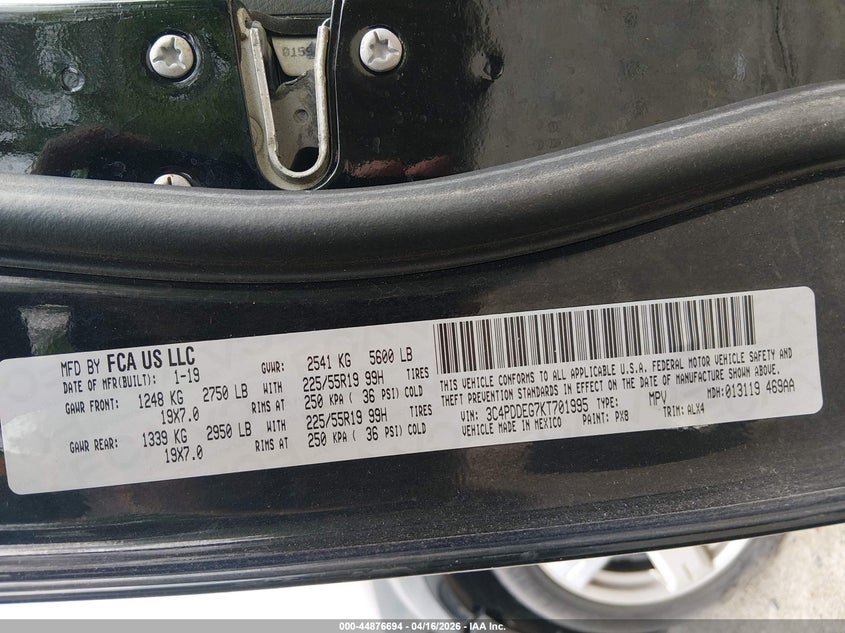 0159
MFD BY FCA US LLC GVWR: 2541 KG 5600 LB
DATE OF MFR(BUILT): 1-19
GAWR FRONT: 1248 KG 2750 LB WITH 225/55R19 99H TIRES
19X7.0 RIMS AT 250 KPA ( 36 PSI) COLD
GAWR REAR: 1339 KG 2950 LB WITH 225/55R19 99H TIRES
19X7.0 RIMS AT 250 KPA ( 36 PSI) COLD
THIS VEHICLE CONFORMS TO ALL APPLICABLE U.S.A. FEDERAL MOTOR VEHICLE SAFETY AND
THEFT PREVENTION STANDARDS IN EFFECT ON THE DATE OF MANUFACTURE SHOWN ABOVE.
VIN: 3C4PDDEG7KT701995 TYPE: MPV MDH: 013119 469AA
VEHICLE MADE IN MEXICO PAINT: PX8 TRIM: ALX4
000-44876694 - 04/16/2026 - IAA Inc.